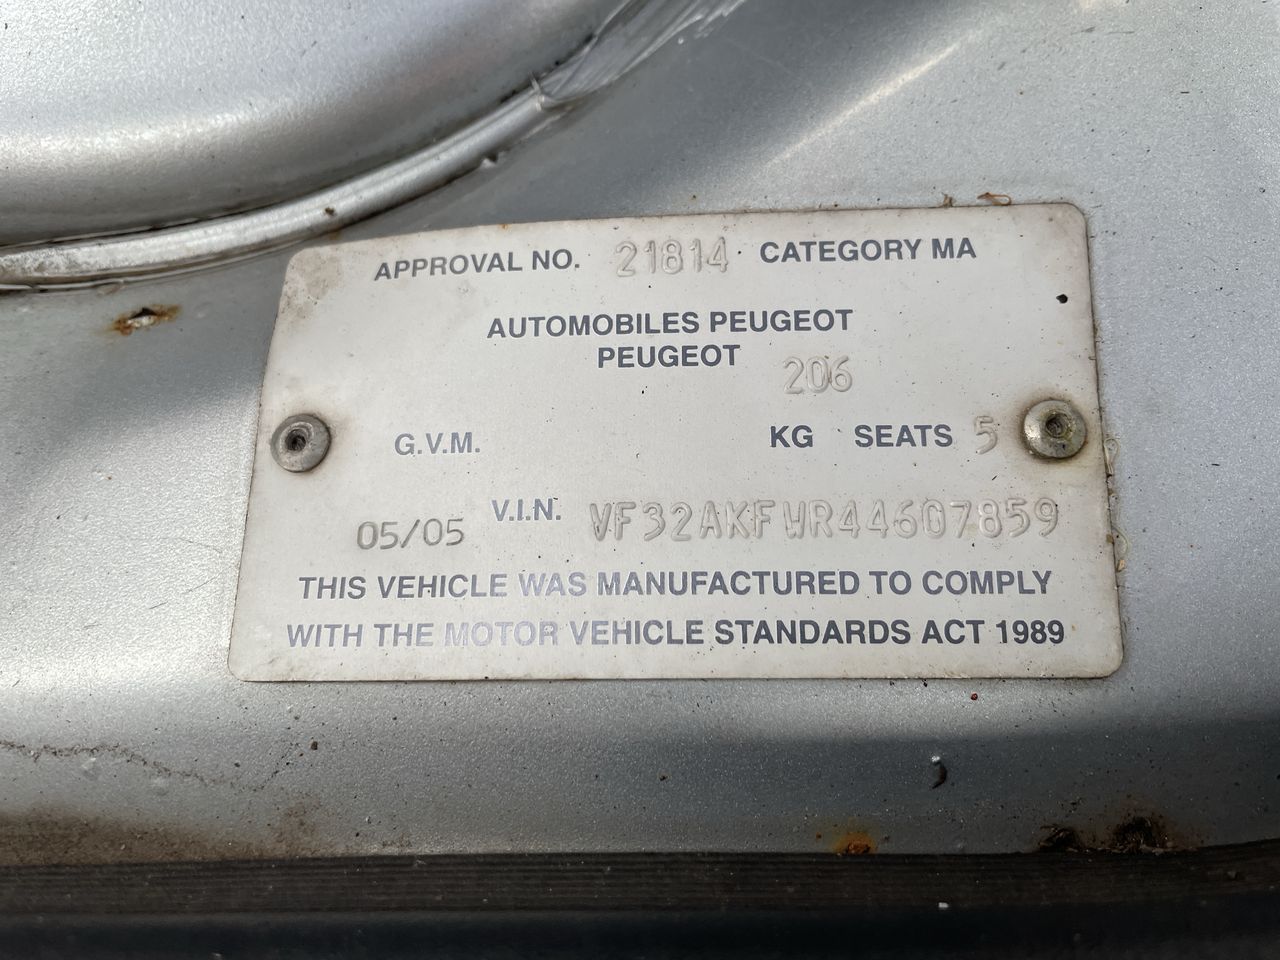 APPROVAL NO. 21814 CATEGORY MA
AUTOMOBILES PEUGEOT
PEUGEOT 206
G.V.M. KG SEATS 5
05/05 V.I.N. VF32AKFWR44607859
THIS VEHICLE WAS MANUFACTURED TO COMPLY
WITH THE MOTOR VEHICLE STANDARDS ACT 1989